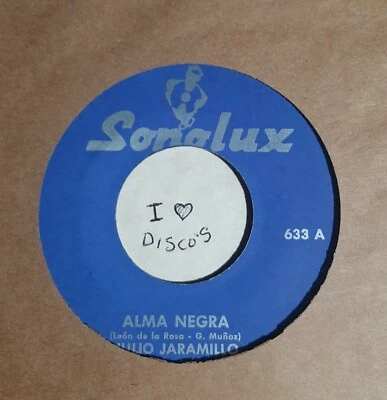 Sonolux
I ♡
DISCO'S
633 A
ALMA NEGRA
(León de la Rosa - G. Muñoz)
JULIO JARAMILLO